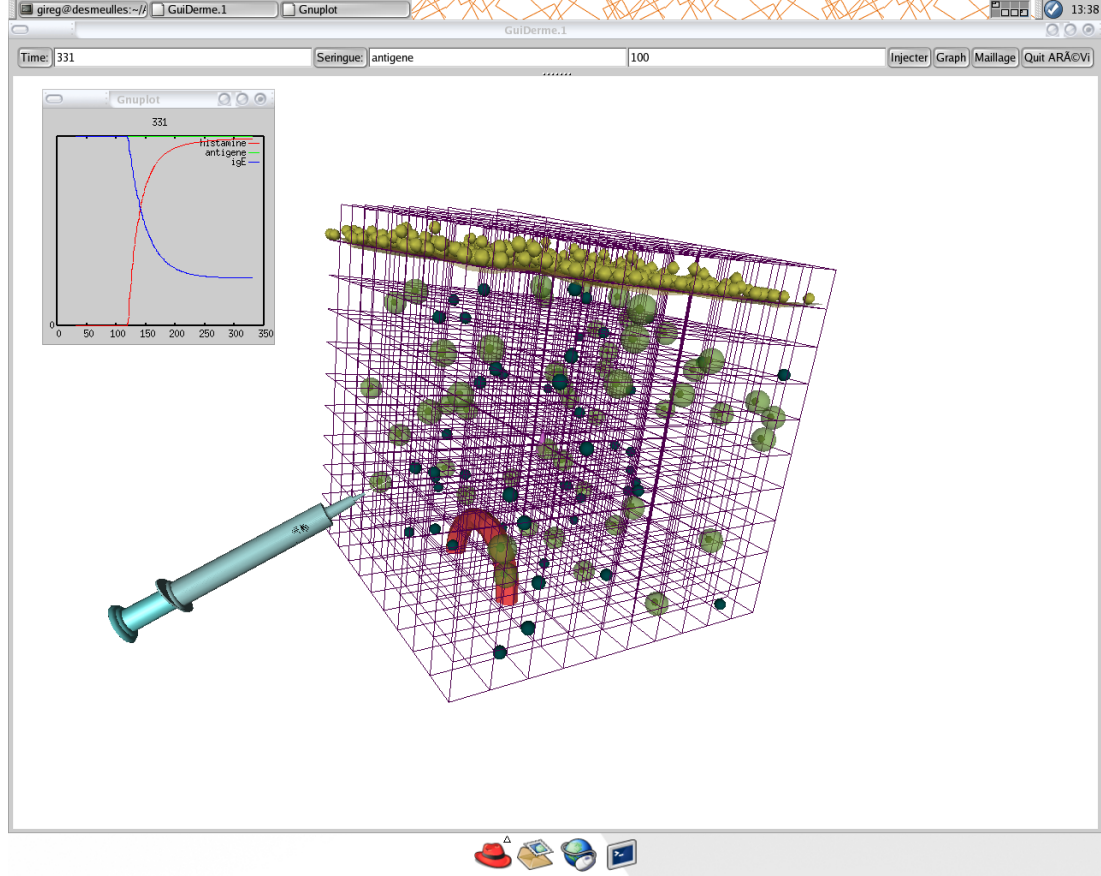 gireg@desmeulles:~// GuiDerme.1 Gnuplot 13:38
GuiDerme.1
Time: 331 Seringue: antigene 100 Injecter Graph Maillage Quit ARÃ©Vi
Gnuplot
331
histamine
antigene
igE
0
0 50 100 150 200 250 300 350